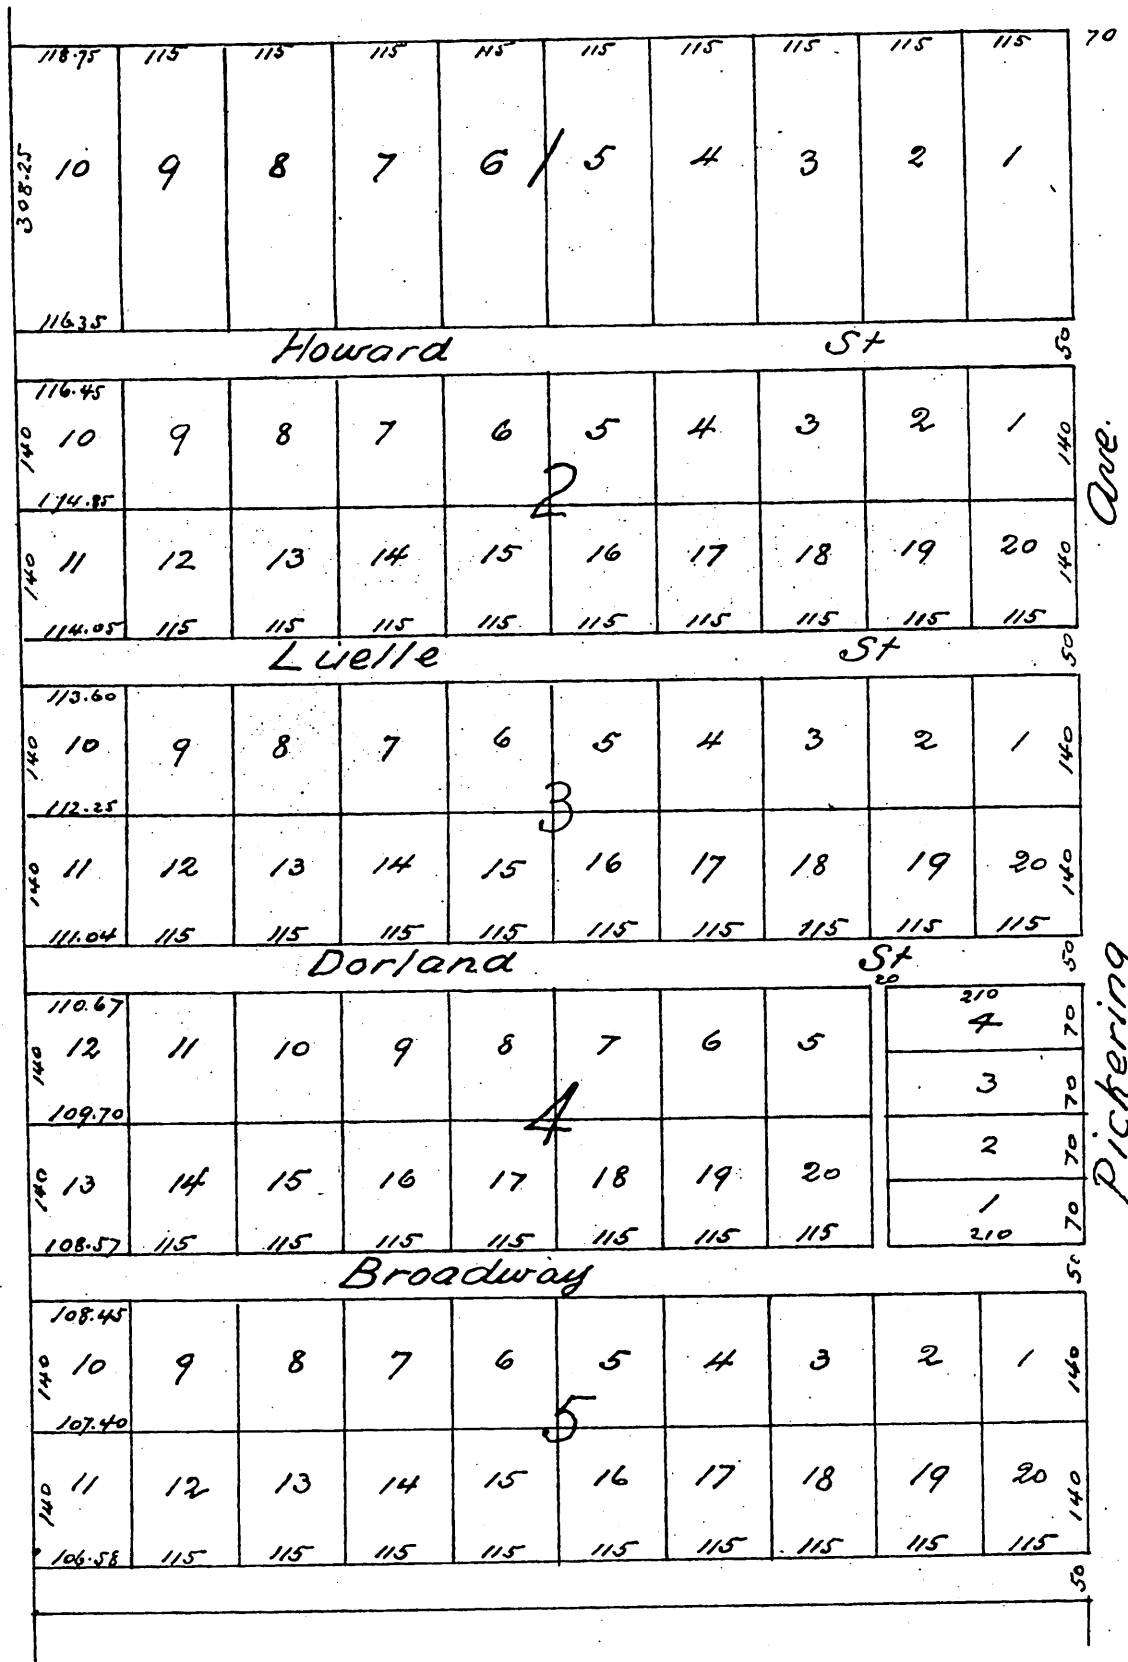 118.75 115 115 115 115 115 115 115 115 115 70
308.25 10 9 8 7 6 1 5 4 3 2 1
116.35
Howard St 50
116.45
140 10 9 8 7 6 5 4 3 2 1 140
2
114.85
140 11 12 13 14 15 16 17 18 19 20 140
114.05 115 115 115 115 115 115 115 115 115
Luelle St 50
113.60
140 10 9 8 7 6 5 4 3 2 1 140
112.25
3
140 11 12 13 14 15 16 17 18 19 20 140
111.04 115 115 115 115 115 115 115 115 115
Dorland St 50
20
110.67 210
4 70
140 12 11 10 9 8 7 6 5
3 70
109.70
4
2 70
140 13 14 15 16 17 18 19 20
1 70
108.57 115 115 115 115 115 115 115 210
Broadway 50
108.45
140 10 9 8 7 6 5 4 3 2 1 140
107.40
5
140 11 12 13 14 15 16 17 18 19 20 140
106.58 115 115 115 115 115 115 115 115 115
50
Pickering Ave.